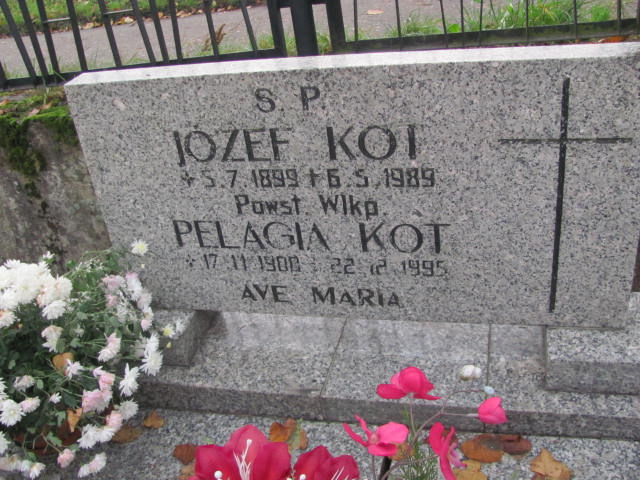 S. P.
JÓZEF KOT
* 5.7.1899 + 6.5.1989
Powst. Wlkp.
PELAGIA KOT
* 17.11.1900 + 22.12.1995
AVE MARIA